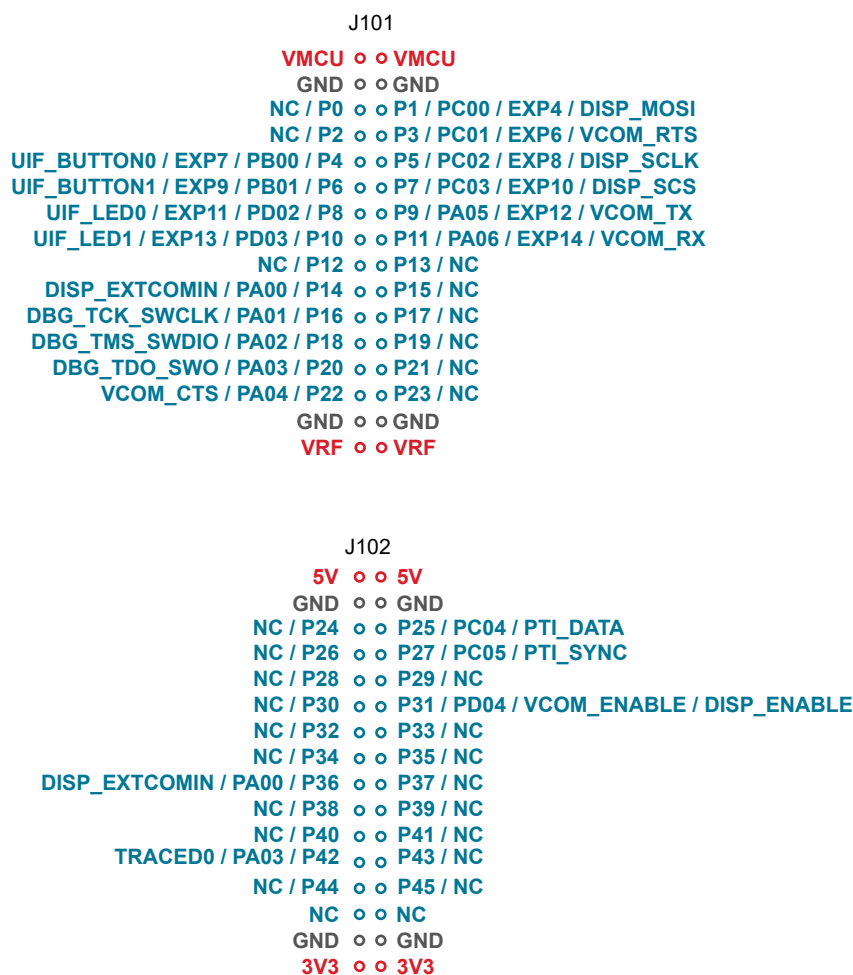 J101
VMCU VMCU
GND GND
NC / P0 P1 / PC00 / EXP4 / DISP_MOSI
NC / P2 P3 / PC01 / EXP6 / VCOM_RTS
UIF_BUTTON0 / EXP7 / PB00 / P4 P5 / PC02 / EXP8 / DISP_SCLK
UIF_BUTTON1 / EXP9 / PB01 / P6 P7 / PC03 / EXP10 / DISP_SCS
UIF_LED0 / EXP11 / PD02 / P8 P9 / PA05 / EXP12 / VCOM_TX
UIF_LED1 / EXP13 / PD03 / P10 P11 / PA06 / EXP14 / VCOM_RX
NC / P12 P13 / NC
DISP_EXTCOMIN / PA00 / P14 P15 / NC
DBG_TCK_SWCLK / PA01 / P16 P17 / NC
DBG_TMS_SWDIO / PA02 / P18 P19 / NC
DBG_TDO_SWO / PA03 / P20 P21 / NC
VCOM_CTS / PA04 / P22 P23 / NC
GND GND
VRF VRF
J102
5V 5V
GND GND
NC / P24 P25 / PC04 / PTI_DATA
NC / P26 P27 / PC05 / PTI_SYNC
NC / P28 P29 / NC
NC / P30 P31 / PD04 / VCOM_ENABLE / DISP_ENABLE
NC / P32 P33 / NC
NC / P34 P35 / NC
DISP_EXTCOMIN / PA00 / P36 P37 / NC
NC / P38 P39 / NC
NC / P40 P41 / NC
TRACED0 / PA03 / P42 P43 / NC
NC / P44 P45 / NC
NC NC
GND GND
3V3 3V3